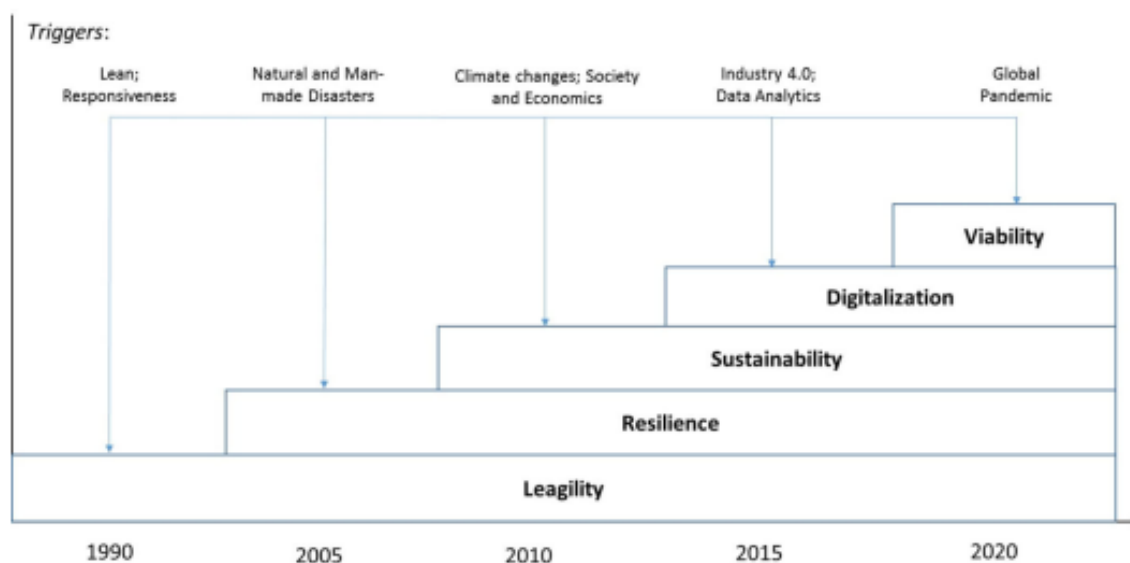 Triggers:
Lean;
Responsiveness
Natural and Man-
made Disasters
Climate changes; Society
and Economics
Industry 4.0;
Data Analytics
Global
Pandemic
Viability
Digitalization
Sustainability
Resilience
Leagility
1990
2005
2010
2015
2020